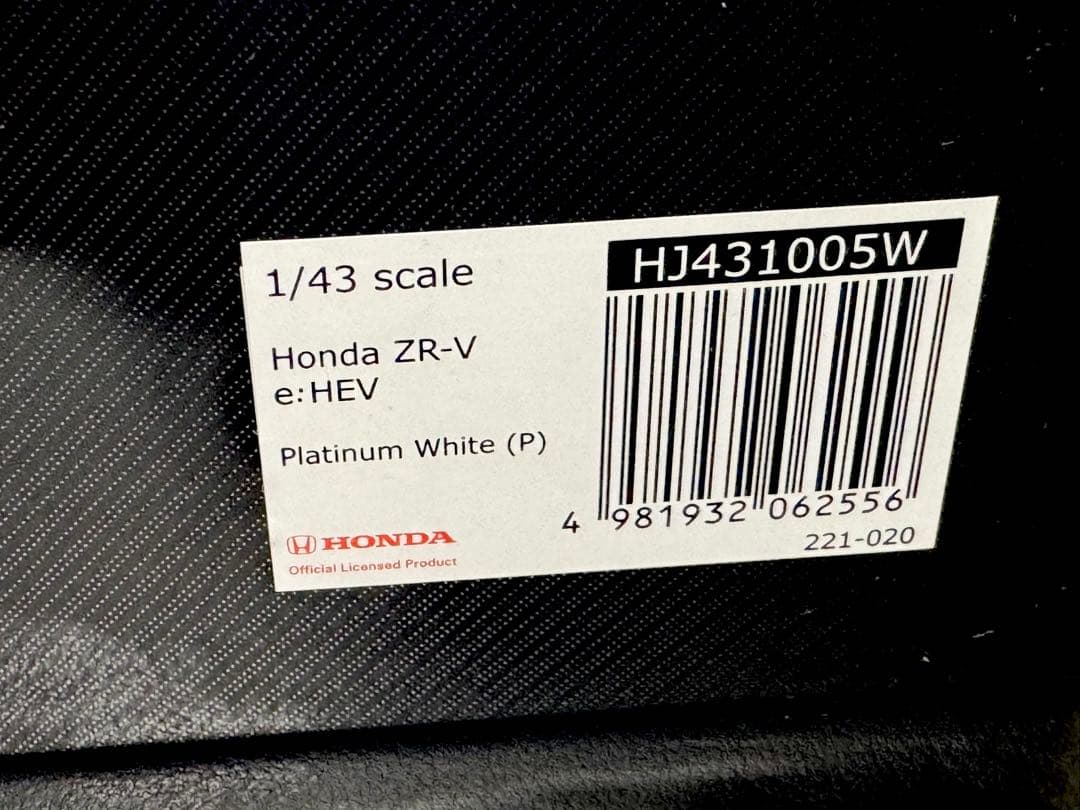 1/43 scale
HJ431005W
Honda ZR-V
e:HEV
Platinum White (P)
4 981932 062556
221-020
HONDA
Official Licensed Product